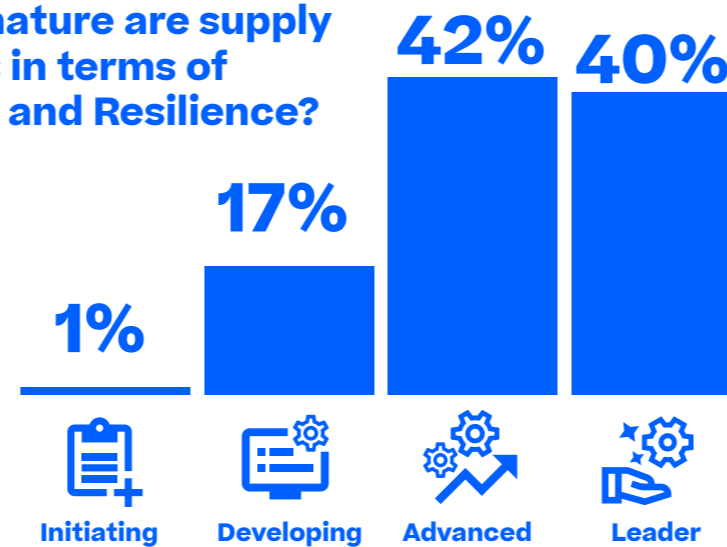 nature are supply
in terms of
and Resilience?
42%
40%
17%
1%
Initiating
Developing
Advanced
Leader